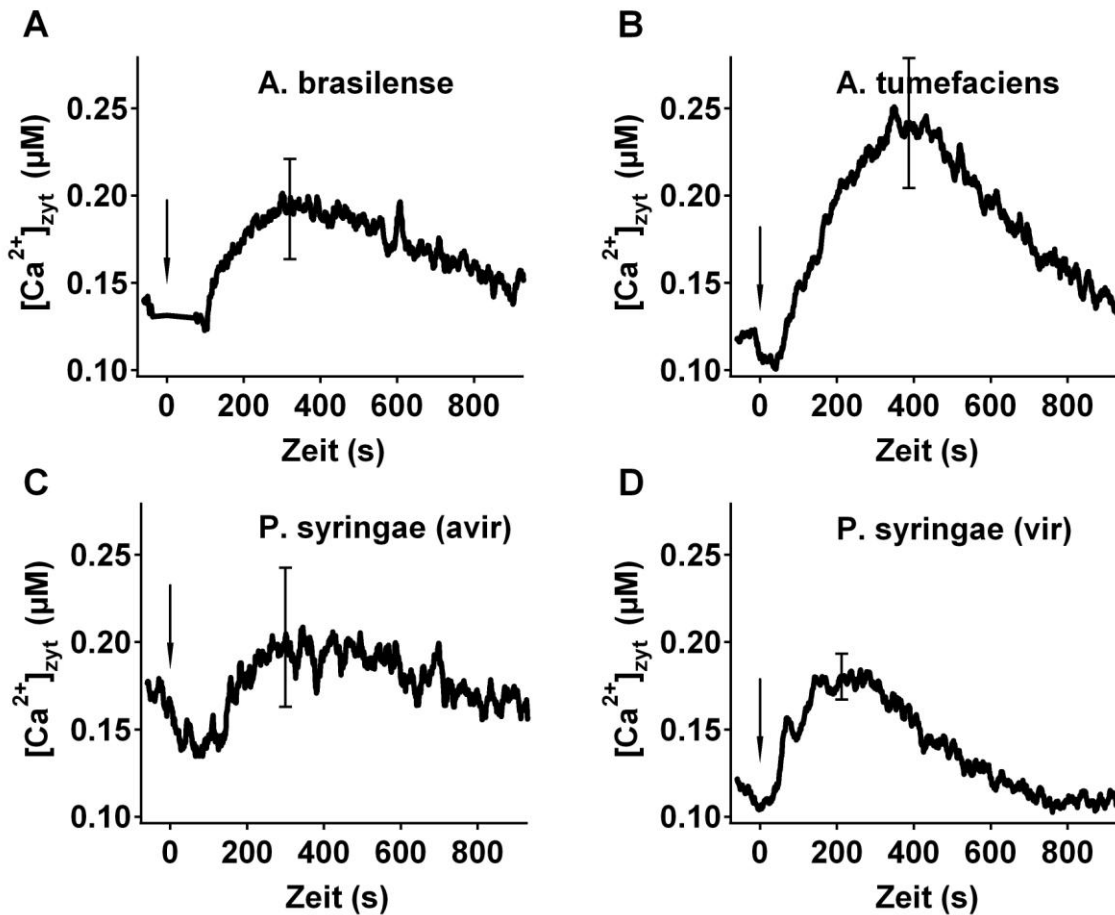 A
A. brasilense
[Ca²⁺]zyt (µM)
0.25
0.20
0.15
0.10
0 200 400 600 800
Zeit (s)
B
A. tumefaciens
[Ca²⁺]zyt (µM)
0.25
0.20
0.15
0.10
0 200 400 600 800
Zeit (s)
C
P. syringae (avir)
[Ca²⁺]zyt (µM)
0.25
0.20
0.15
0.10
0 200 400 600 800
Zeit (s)
D
P. syringae (vir)
[Ca²⁺]zyt (µM)
0.25
0.20
0.15
0.10
0 200 400 600 800
Zeit (s)